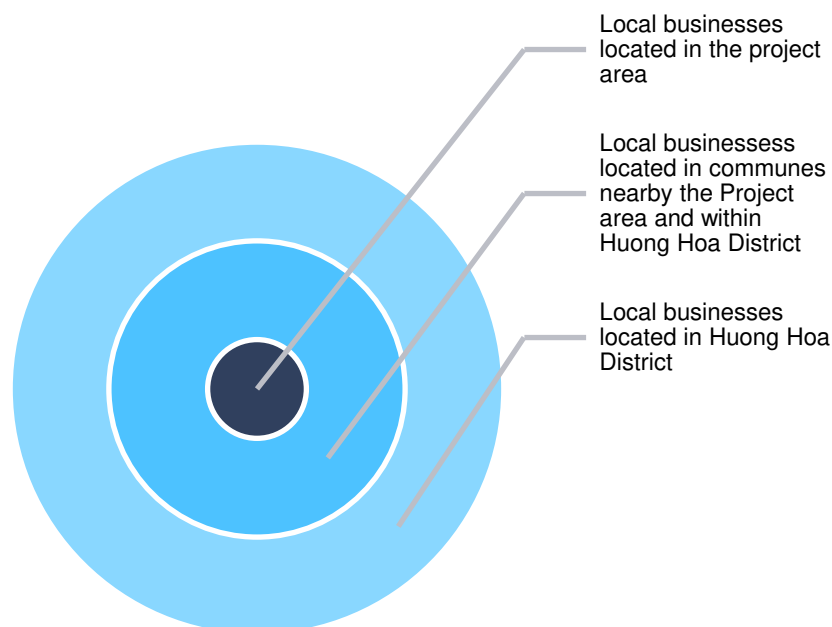 Local businesses
located in the project
area
Local businessess
located in communes
nearby the Project
area and within
Huong Hoa District
Local businesses
located in Huong Hoa
District